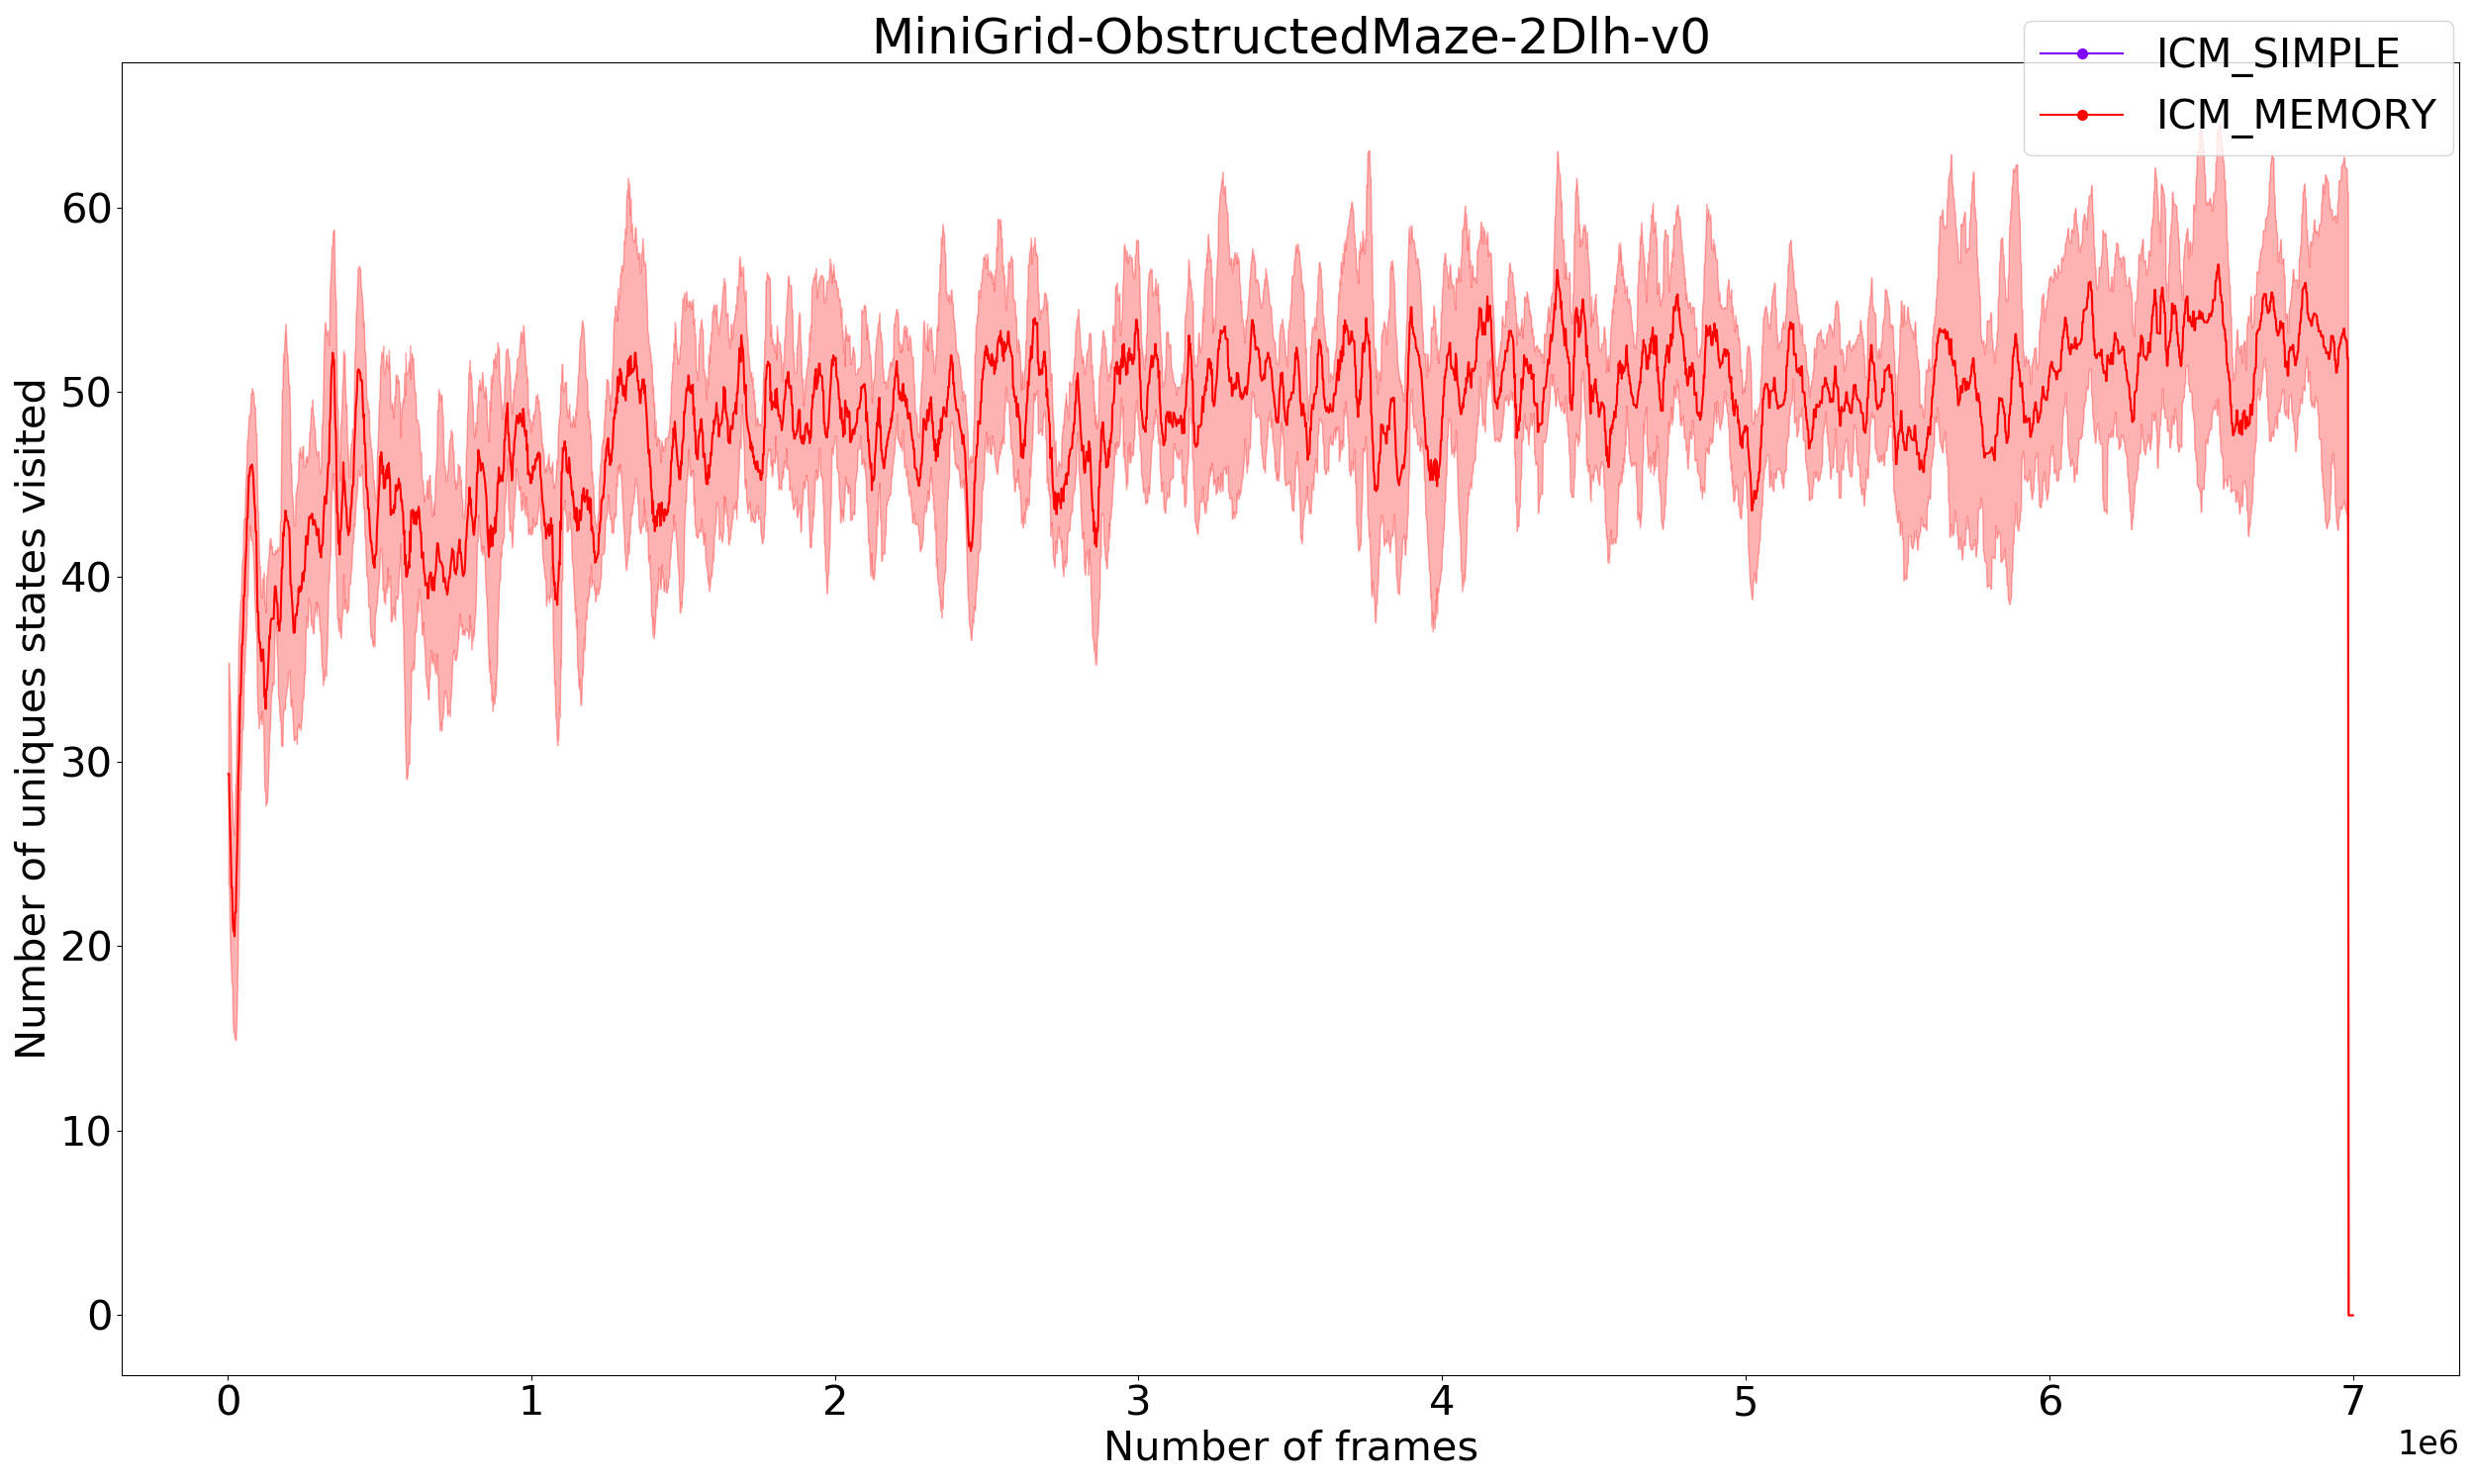 MiniGrid-ObstructedMaze-2Dlh-v0
ICM_SIMPLE
ICM_MEMORY
Number of uniques states visited
60
50
40
30
20
10
0
0 1 2 3 4 5 6 7
1e6
Number of frames